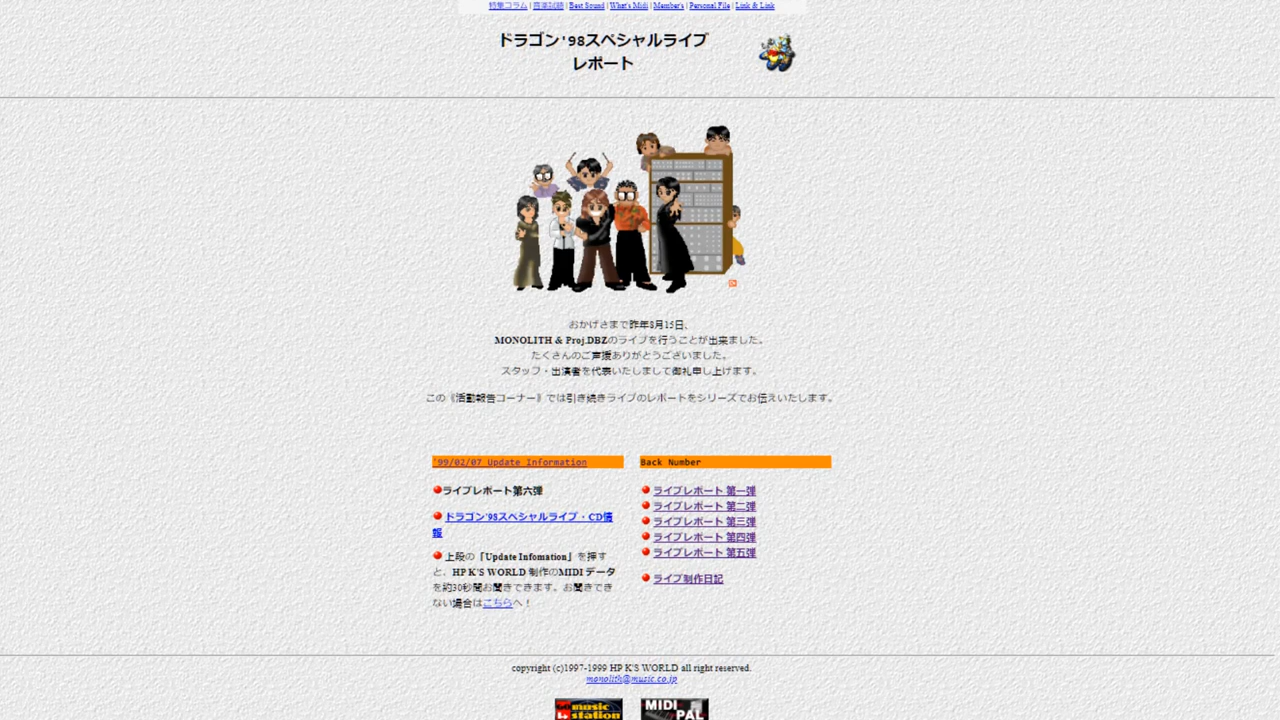 特集コラム | 音楽試聴 | Best Sound | What's Midi | Member's | Personal File | Link & Link
ドラゴン'98スペシャルライブ
レポート
おかげさまで昨年8月15日、
MONOLITH & Proj.DBZのライブを行うことが出来ました。
たくさんのご声援ありがとうございました。
スタッフ・出演者を代表いたしまして御礼申し上げます。
この《活動報告コーナー》では引き続きライブのレポートをシリーズでお伝えいたします。
'99/02/07 Update Information
ライブレポート第六弾
ドラゴン'98スペシャルライブ・CD情
報
上段の「Update Infomation」を押す
と、HP K'S WORLD 制作のMIDI データ
を約30秒間お聞きできます。お聞きでき
ない場合はこちらへ！
Back Number
ライブレポート 第一弾
ライブレポート 第二弾
ライブレポート 第三弾
ライブレポート 第四弾
ライブレポート 第五弾
ライブ制作日記
copyright (c)1997-1999 HP K'S WORLD all right reserved.
monolith@music.co.jp
music
station
MIDI
PAL